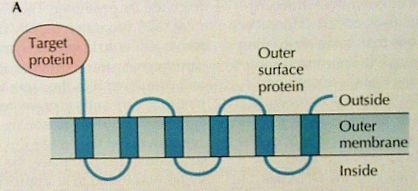 A
Target
protein
Outer
surface
protein
Outside
Outer
membrane
Inside